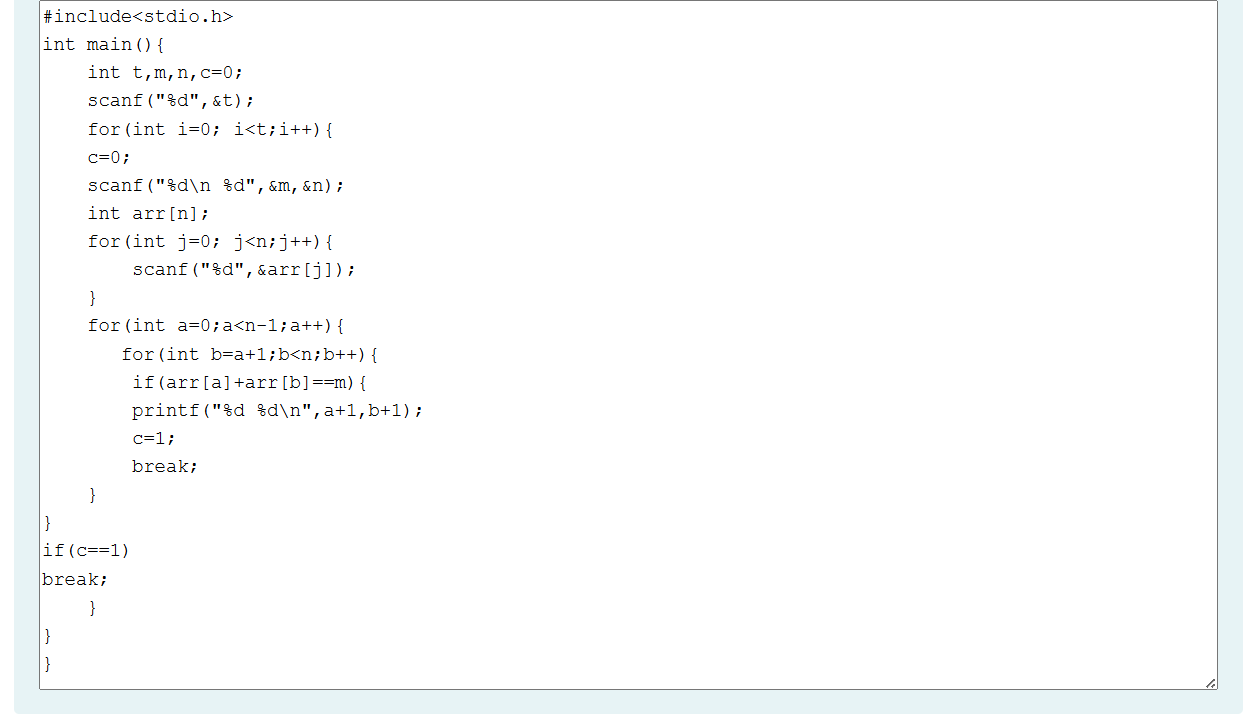 #include<stdio.h>
int main(){
    int t,m,n,c=0;
    scanf("%d",&t);
    for(int i=0; i<t;i++){
    c=0;
    scanf("%d\n %d",&m,&n);
    int arr[n];
    for(int j=0; j<n;j++){
        scanf("%d",&arr[j]);
    }
    for(int a=0;a<n-1;a++){
       for(int b=a+1;b<n;b++){
        if(arr[a]+arr[b]==m){
        printf("%d %d\n",a+1,b+1);
        c=1;
        break;
    }
}
if(c==1)
break;
    }
}
}